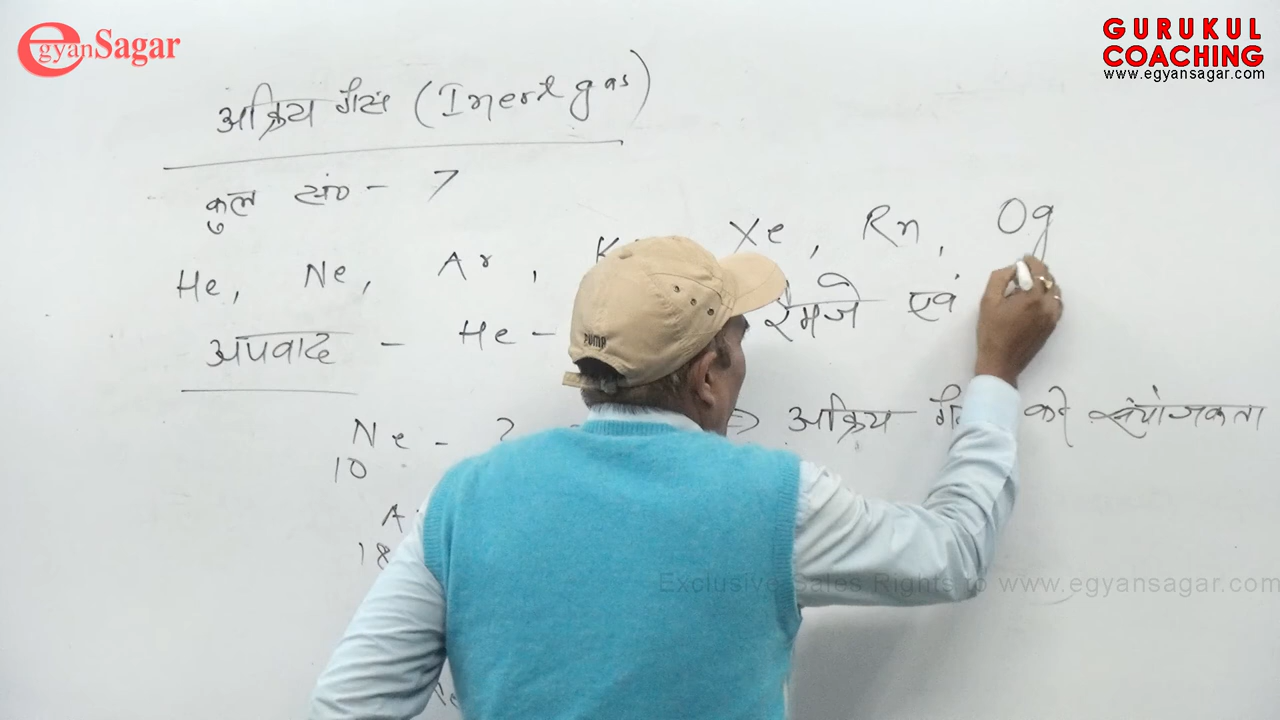 egyanSagar
GURUKUL
COACHING
www.egyansagar.com
अक्रिय गैस (Inert gas)
कुल सं० - 7
He, Ne, Ar, K Xe, Rn, Og
अपवाद - He - रैमजे एवं
Ne - 2 ⇒ अक्रिय की संयोजकता
10
A
18
Exclusive Sales Rights to www.egyansagar.com